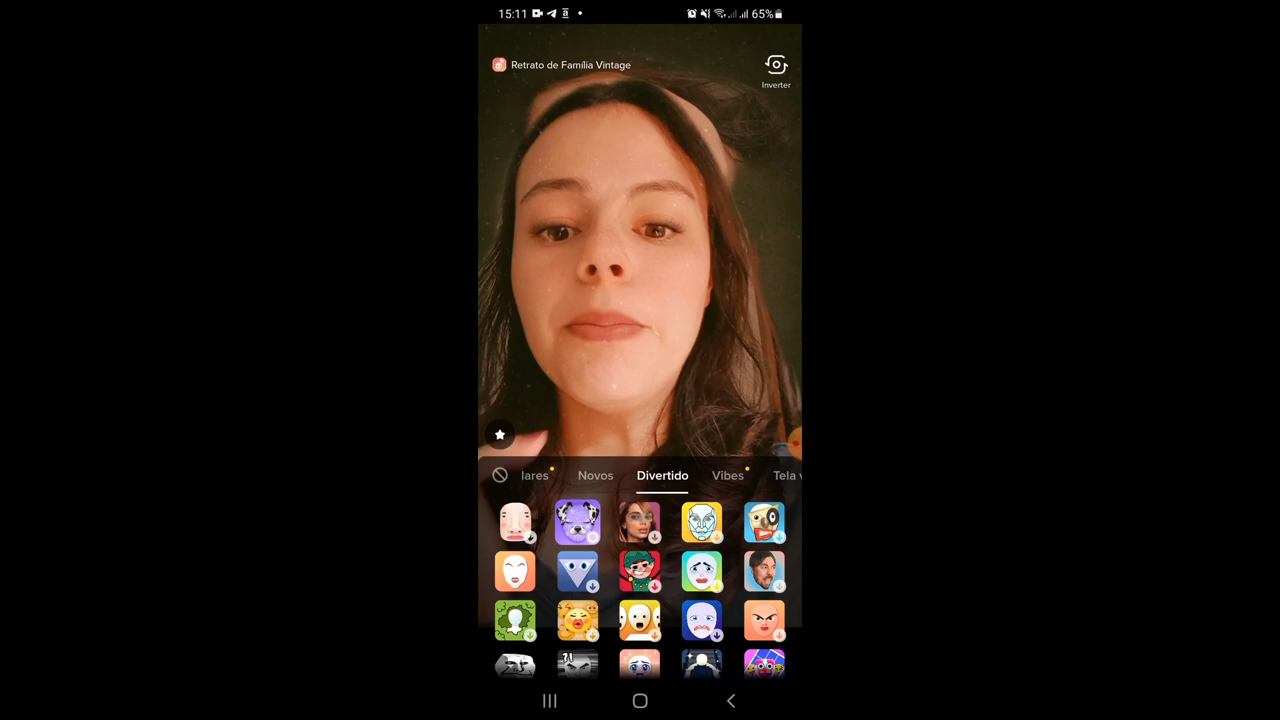 15:11
65%
Retrato de Família Vintage
Inverter
lares
Novos
Divertido
Vibes
Tela v
?!